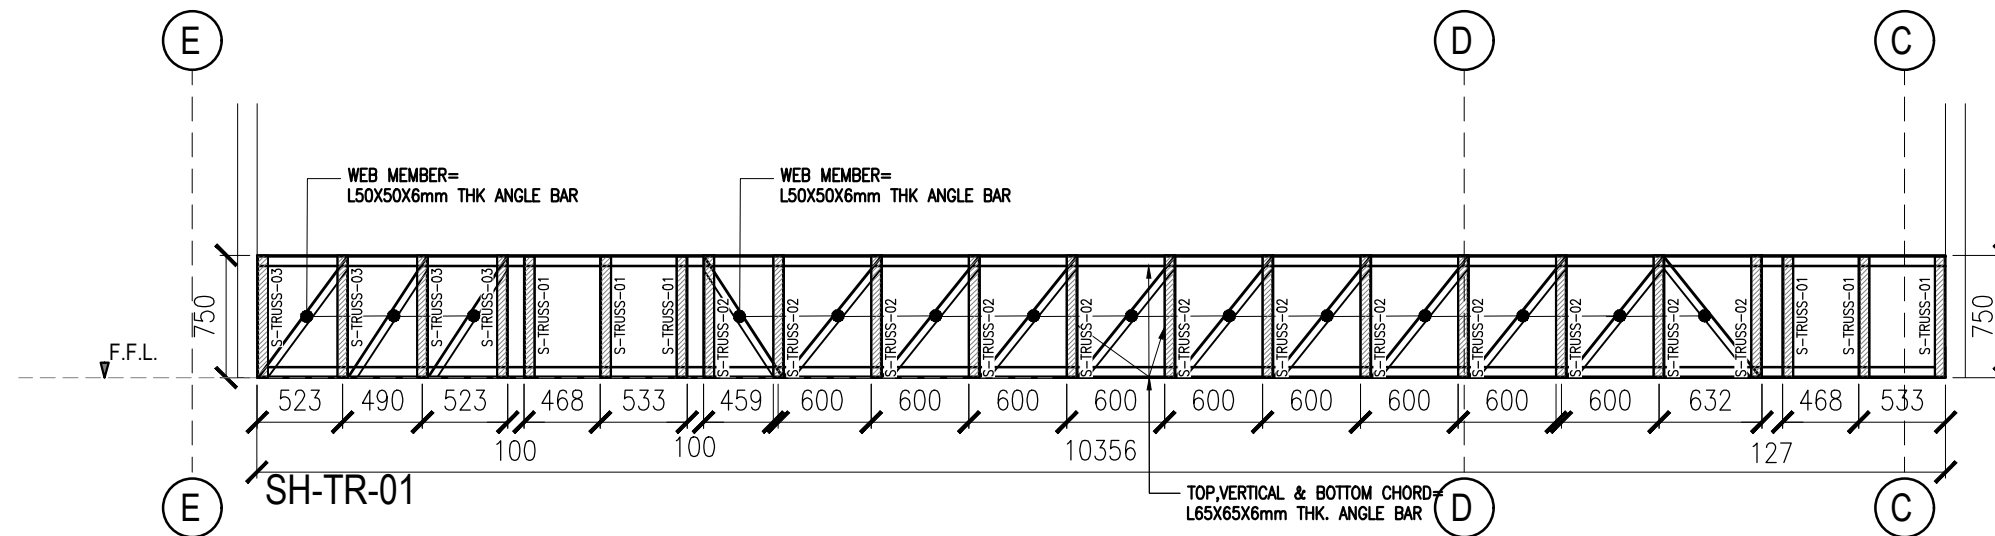 E
D
C
WEB MEMBER=
L50X50X6mm THK ANGLE BAR
WEB MEMBER=
L50X50X6mm THK ANGLE BAR
750
F.F.L.
S-TRUSS-03
S-TRUSS-03
S-TRUSS-03
S-TRUSS-03
S-TRUSS-01
S-TRUSS-01
S-TRUSS-01
S-TRUSS-02
S-TRUSS-02
S-TRUSS-02
S-TRUSS-02
S-TRUSS-02
S-TRUSS-02
S-TRUSS-02
S-TRUSS-02
S-TRUSS-02
S-TRUSS-02
S-TRUSS-02
S-TRUSS-02
S-TRUSS-01
S-TRUSS-01
S-TRUSS-01
750
523 490 523 468 533 459 600 600 600 600 600 600 600 600 600 632 468 533
100 100 10356 127
SH-TR-01
TOP,VERTICAL & BOTTOM CHORD=
L65X65X6mm THK. ANGLE BAR
E
D
C